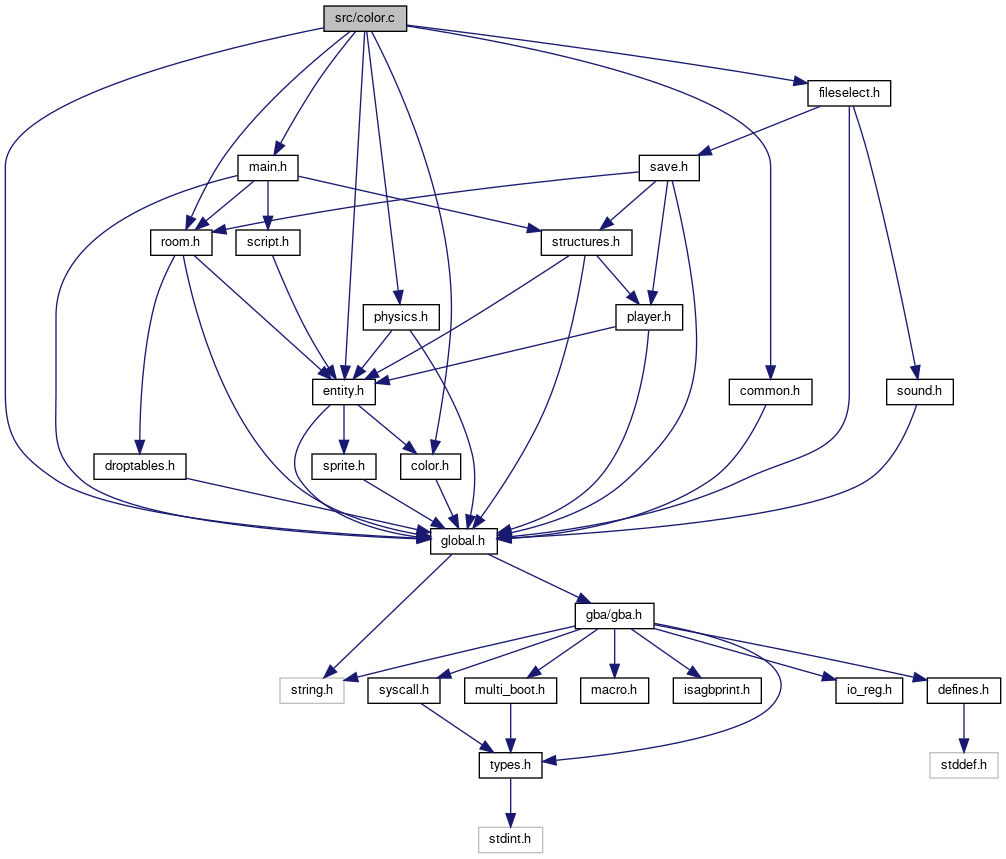 src/color.c
fileselect.h
main.h
save.h
room.h
script.h
structures.h
physics.h
player.h
entity.h
common.h
sound.h
droptables.h
sprite.h
color.h
global.h
gba/gba.h
string.h
syscall.h
multi_boot.h
macro.h
isagbprint.h
io_reg.h
defines.h
types.h
stddef.h
stdint.h